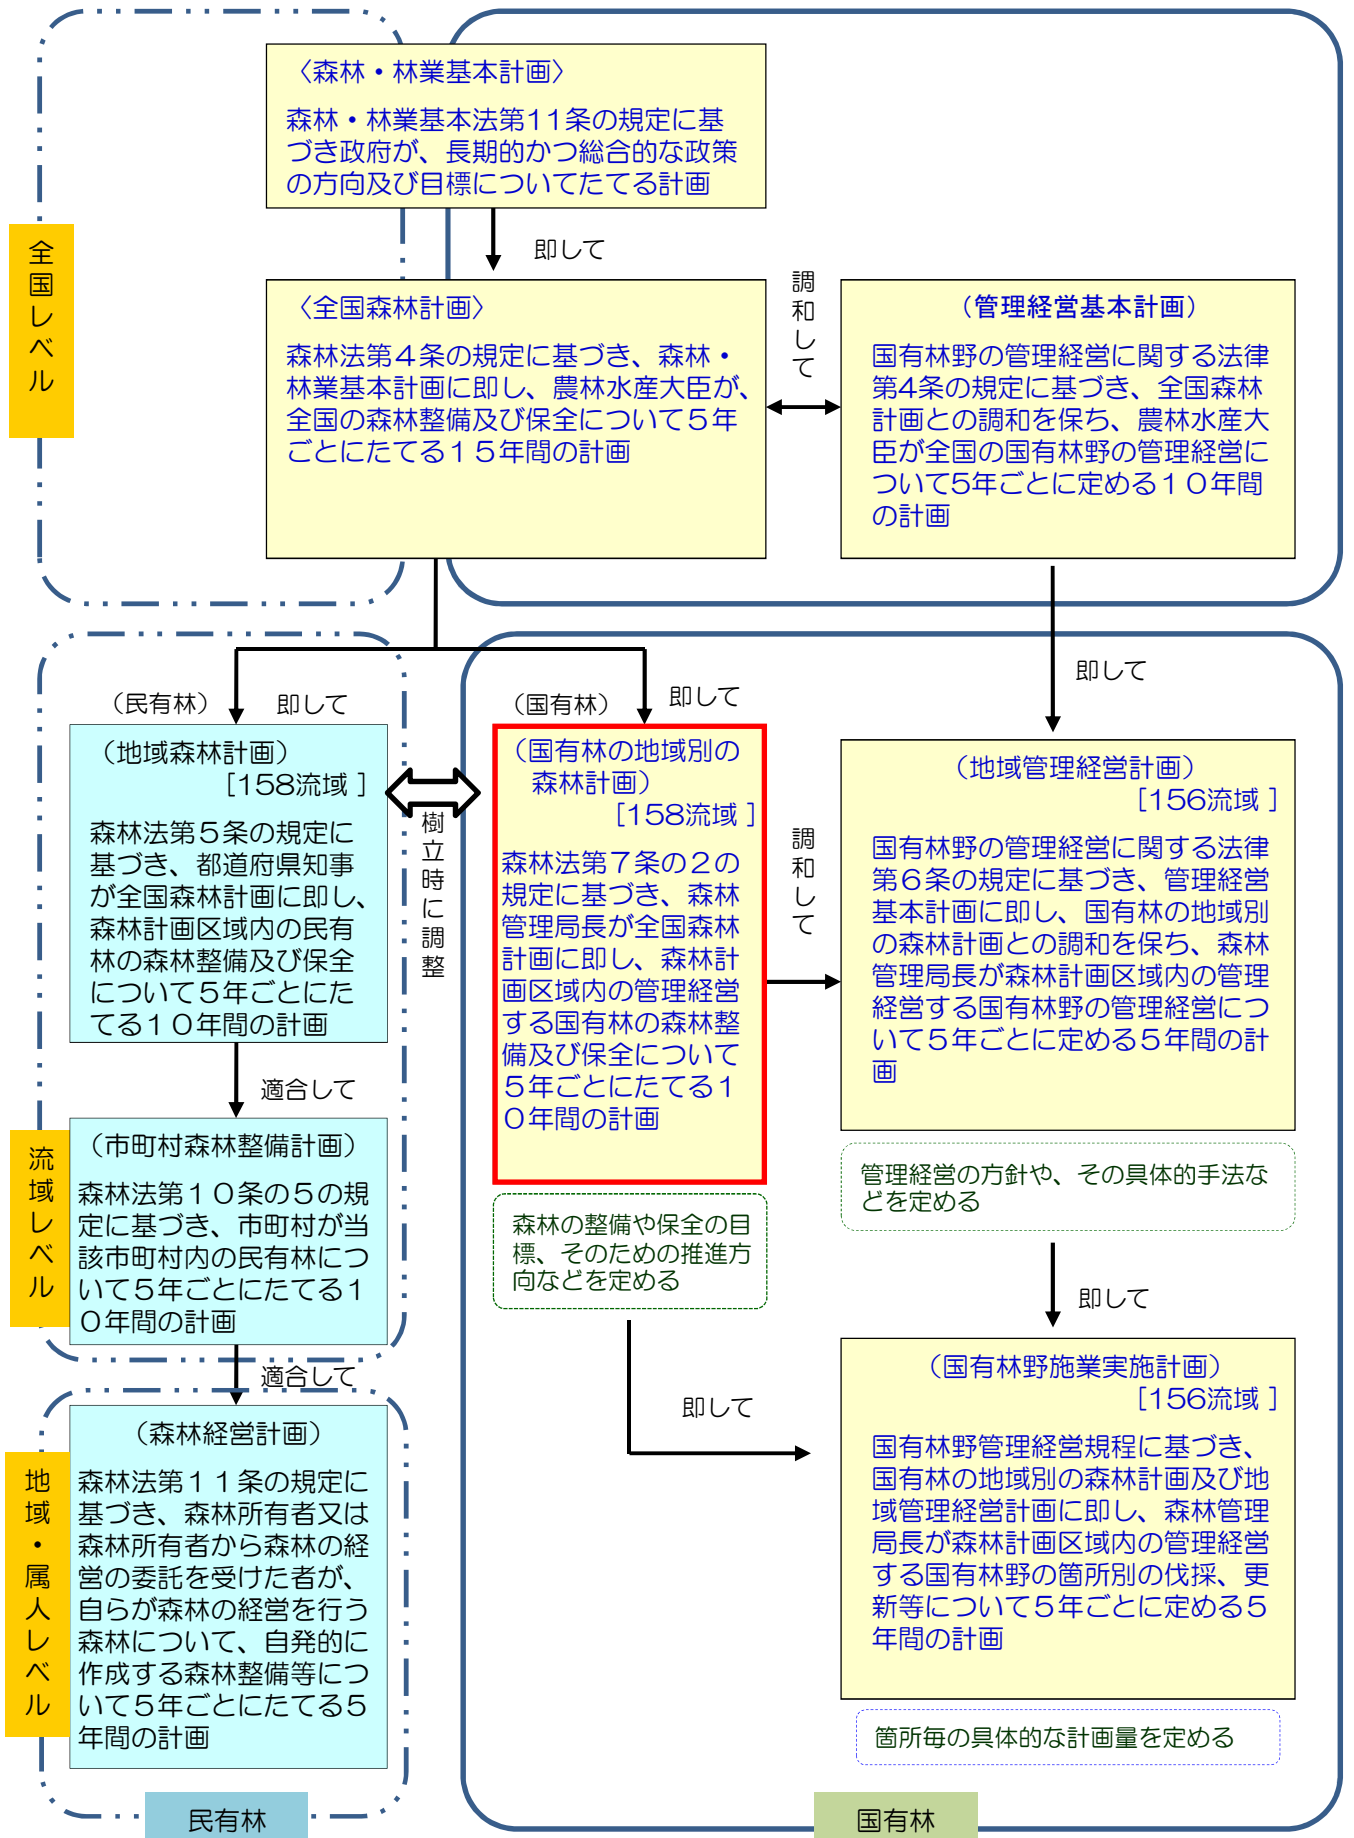 〈森林・林業基本計画〉
森林・林業基本法第11条の規定に基
づき政府が、長期的かつ総合的な政策
の方向及び目標についてたてる計画
即して
全国レベル
〈全国森林計画〉
森林法第４条の規定に基づき、森林・
林業基本計画に即し、農林水産大臣が、
全国の森林整備及び保全について５年
ごとにたてる１５年間の計画
調和して
（管理経営基本計画）
国有林野の管理経営に関する法律
第4条の規定に基づき、全国森林
計画との調和を保ち、農林水産大
臣が全国の国有林野の管理経営に
ついて5年ごとに定める１０年間
の計画
（民有林）
即して
（国有林）
即して
即して
（地域森林計画）
[158流域 ]
森林法第５条の規定に
基づき、都道府県知事
が全国森林計画に即し、
森林計画区域内の民有
林の森林整備及び保全
について５年ごとにた
てる１０年間の計画
樹立時に調整
（国有林の地域別の
森林計画）
[158流域 ]
森林法第７条の２の
規定に基づき、森林
管理局長が全国森林
計画に即し、森林計
画区域内の管理経営
する国有林の森林整
備及び保全について
５年ごとにたてる１
０年間の計画
調和して
（地域管理経営計画）
[156流域 ]
国有林野の管理経営に関する法律
第６条の規定に基づき、管理経営
基本計画に即し、国有林の地域別
の森林計画との調和を保ち、森林
管理局長が森林計画区域内の管理
経営する国有林野の管理経営につ
いて５年ごとに定める５年間の計
画
適合して
流域レベル
（市町村森林整備計画）
森林法第１０条の５の規
定に基づき、市町村が当
該市町村内の民有林につ
いて５年ごとにたてる１
０年間の計画
森林の整備や保全の目
標、そのための推進方
向などを定める
管理経営の方針や、その具体的手法な
どを定める
即して
適合して
即して
地域・属人レベル
（森林経営計画）
森林法第１１条の規定に
基づき、森林所有者又は
森林所有者から森林の経
営の委託を受けた者が、
自らが森林の経営を行う
森林について、自発的に
作成する森林整備等につ
いて５年ごとにたてる５
年間の計画
（国有林野施業実施計画）
[156流域 ]
国有林野管理経営規程に基づき、
国有林の地域別の森林計画及び地
域管理経営計画に即し、森林管理
局長が森林計画区域内の管理経営
する国有林野の箇所別の伐採、更
新等について５年ごとに定める５
年間の計画
箇所毎の具体的な計画量を定める
民有林
国有林